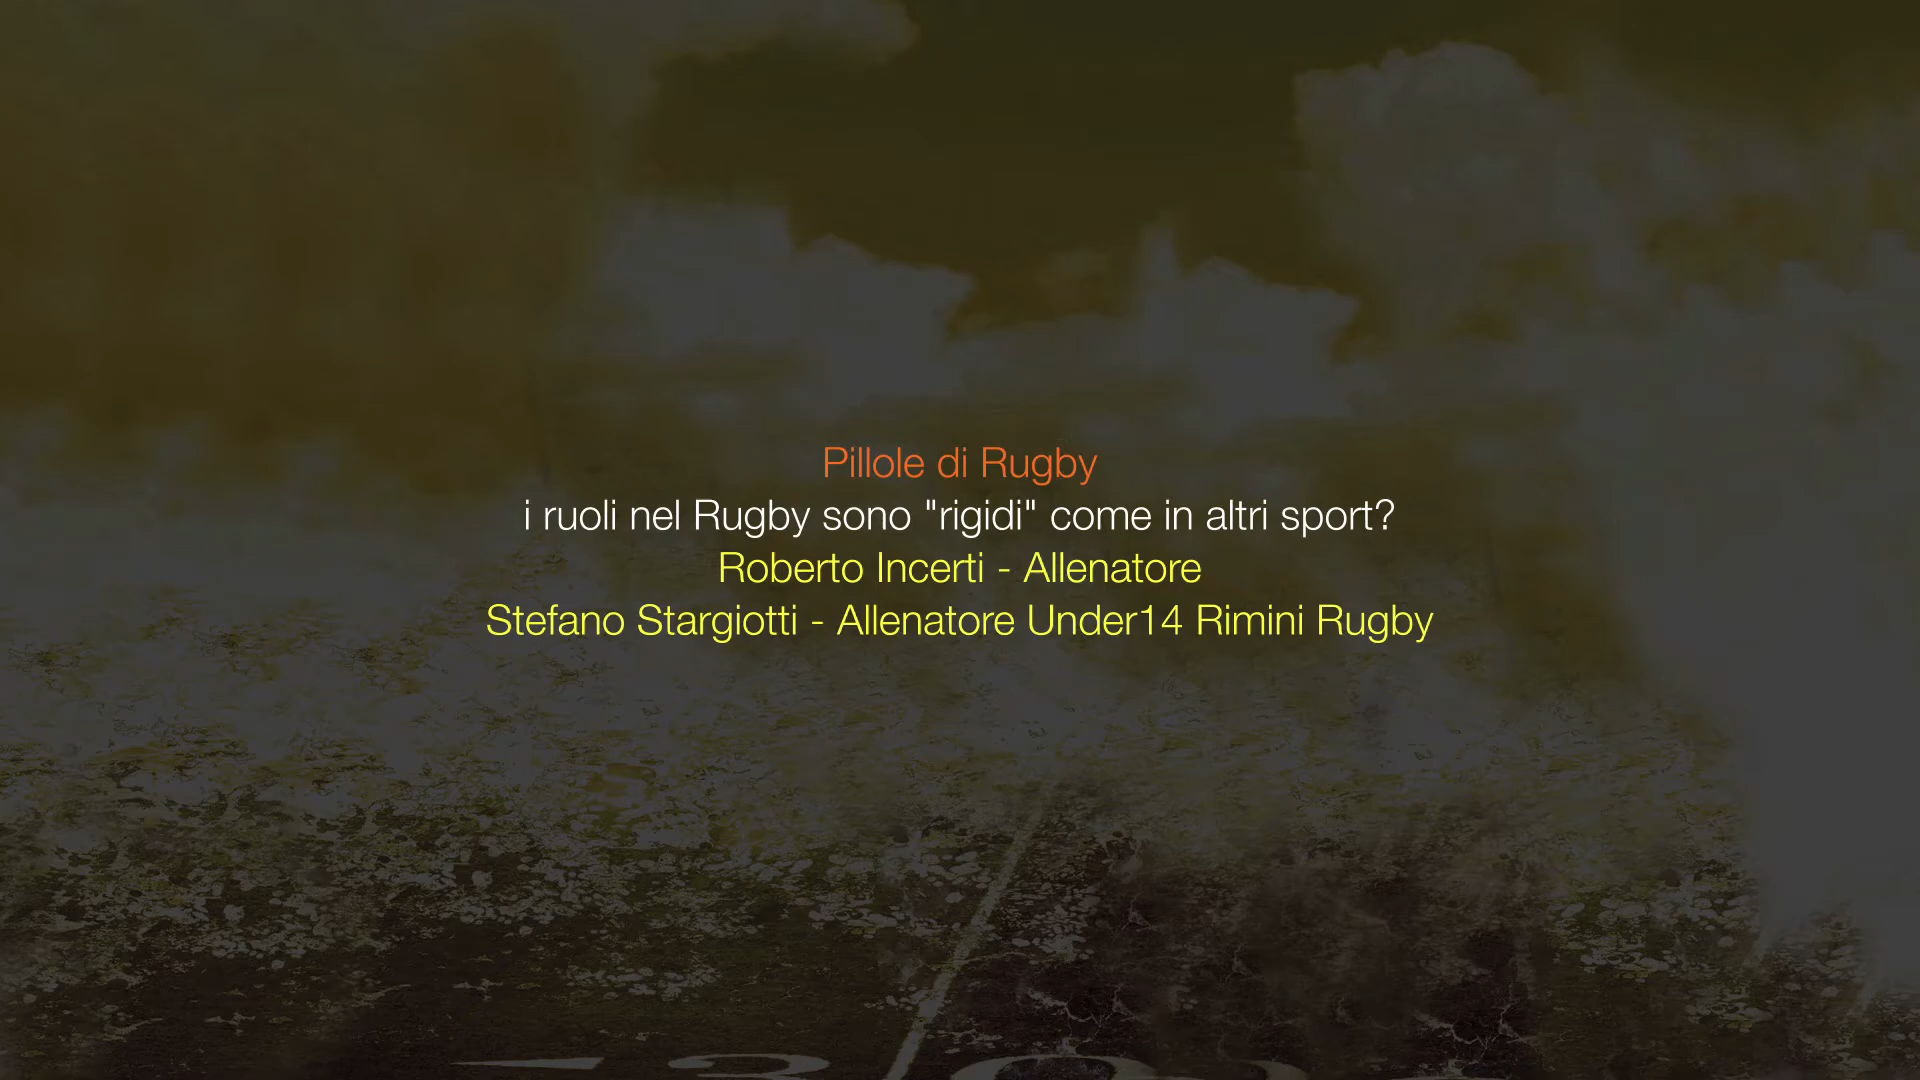 Pillole di Rugby
i ruoli nel Rugby sono "rigidi" come in altri sport?
Roberto Incerti - Allenatore
Stefano Stargiotti - Allenatore Under14 Rimini Rugby